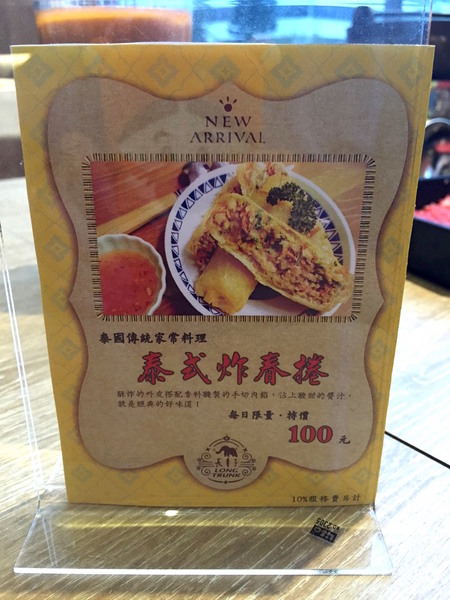 NEW
ARRIVAL
泰國傳統家常料理
泰式炸春捲
酥炸的外皮搭配香料醃製的手切肉餡，沾上酸甜的醬汁，
就是經典的好味道！
每日限量・特價
100元
LONG
TRUNK
10%服務費另計